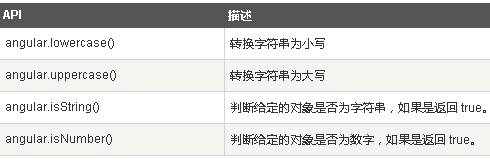 API 描述
angular.lowercase() 转换字符串为小写
angular.uppercase() 转换字符串为大写
angular.isString() 判断给定的对象是否为字符串，如果是返回 true。
angular.isNumber() 判断给定的对象是否为数字，如果是返回 true。